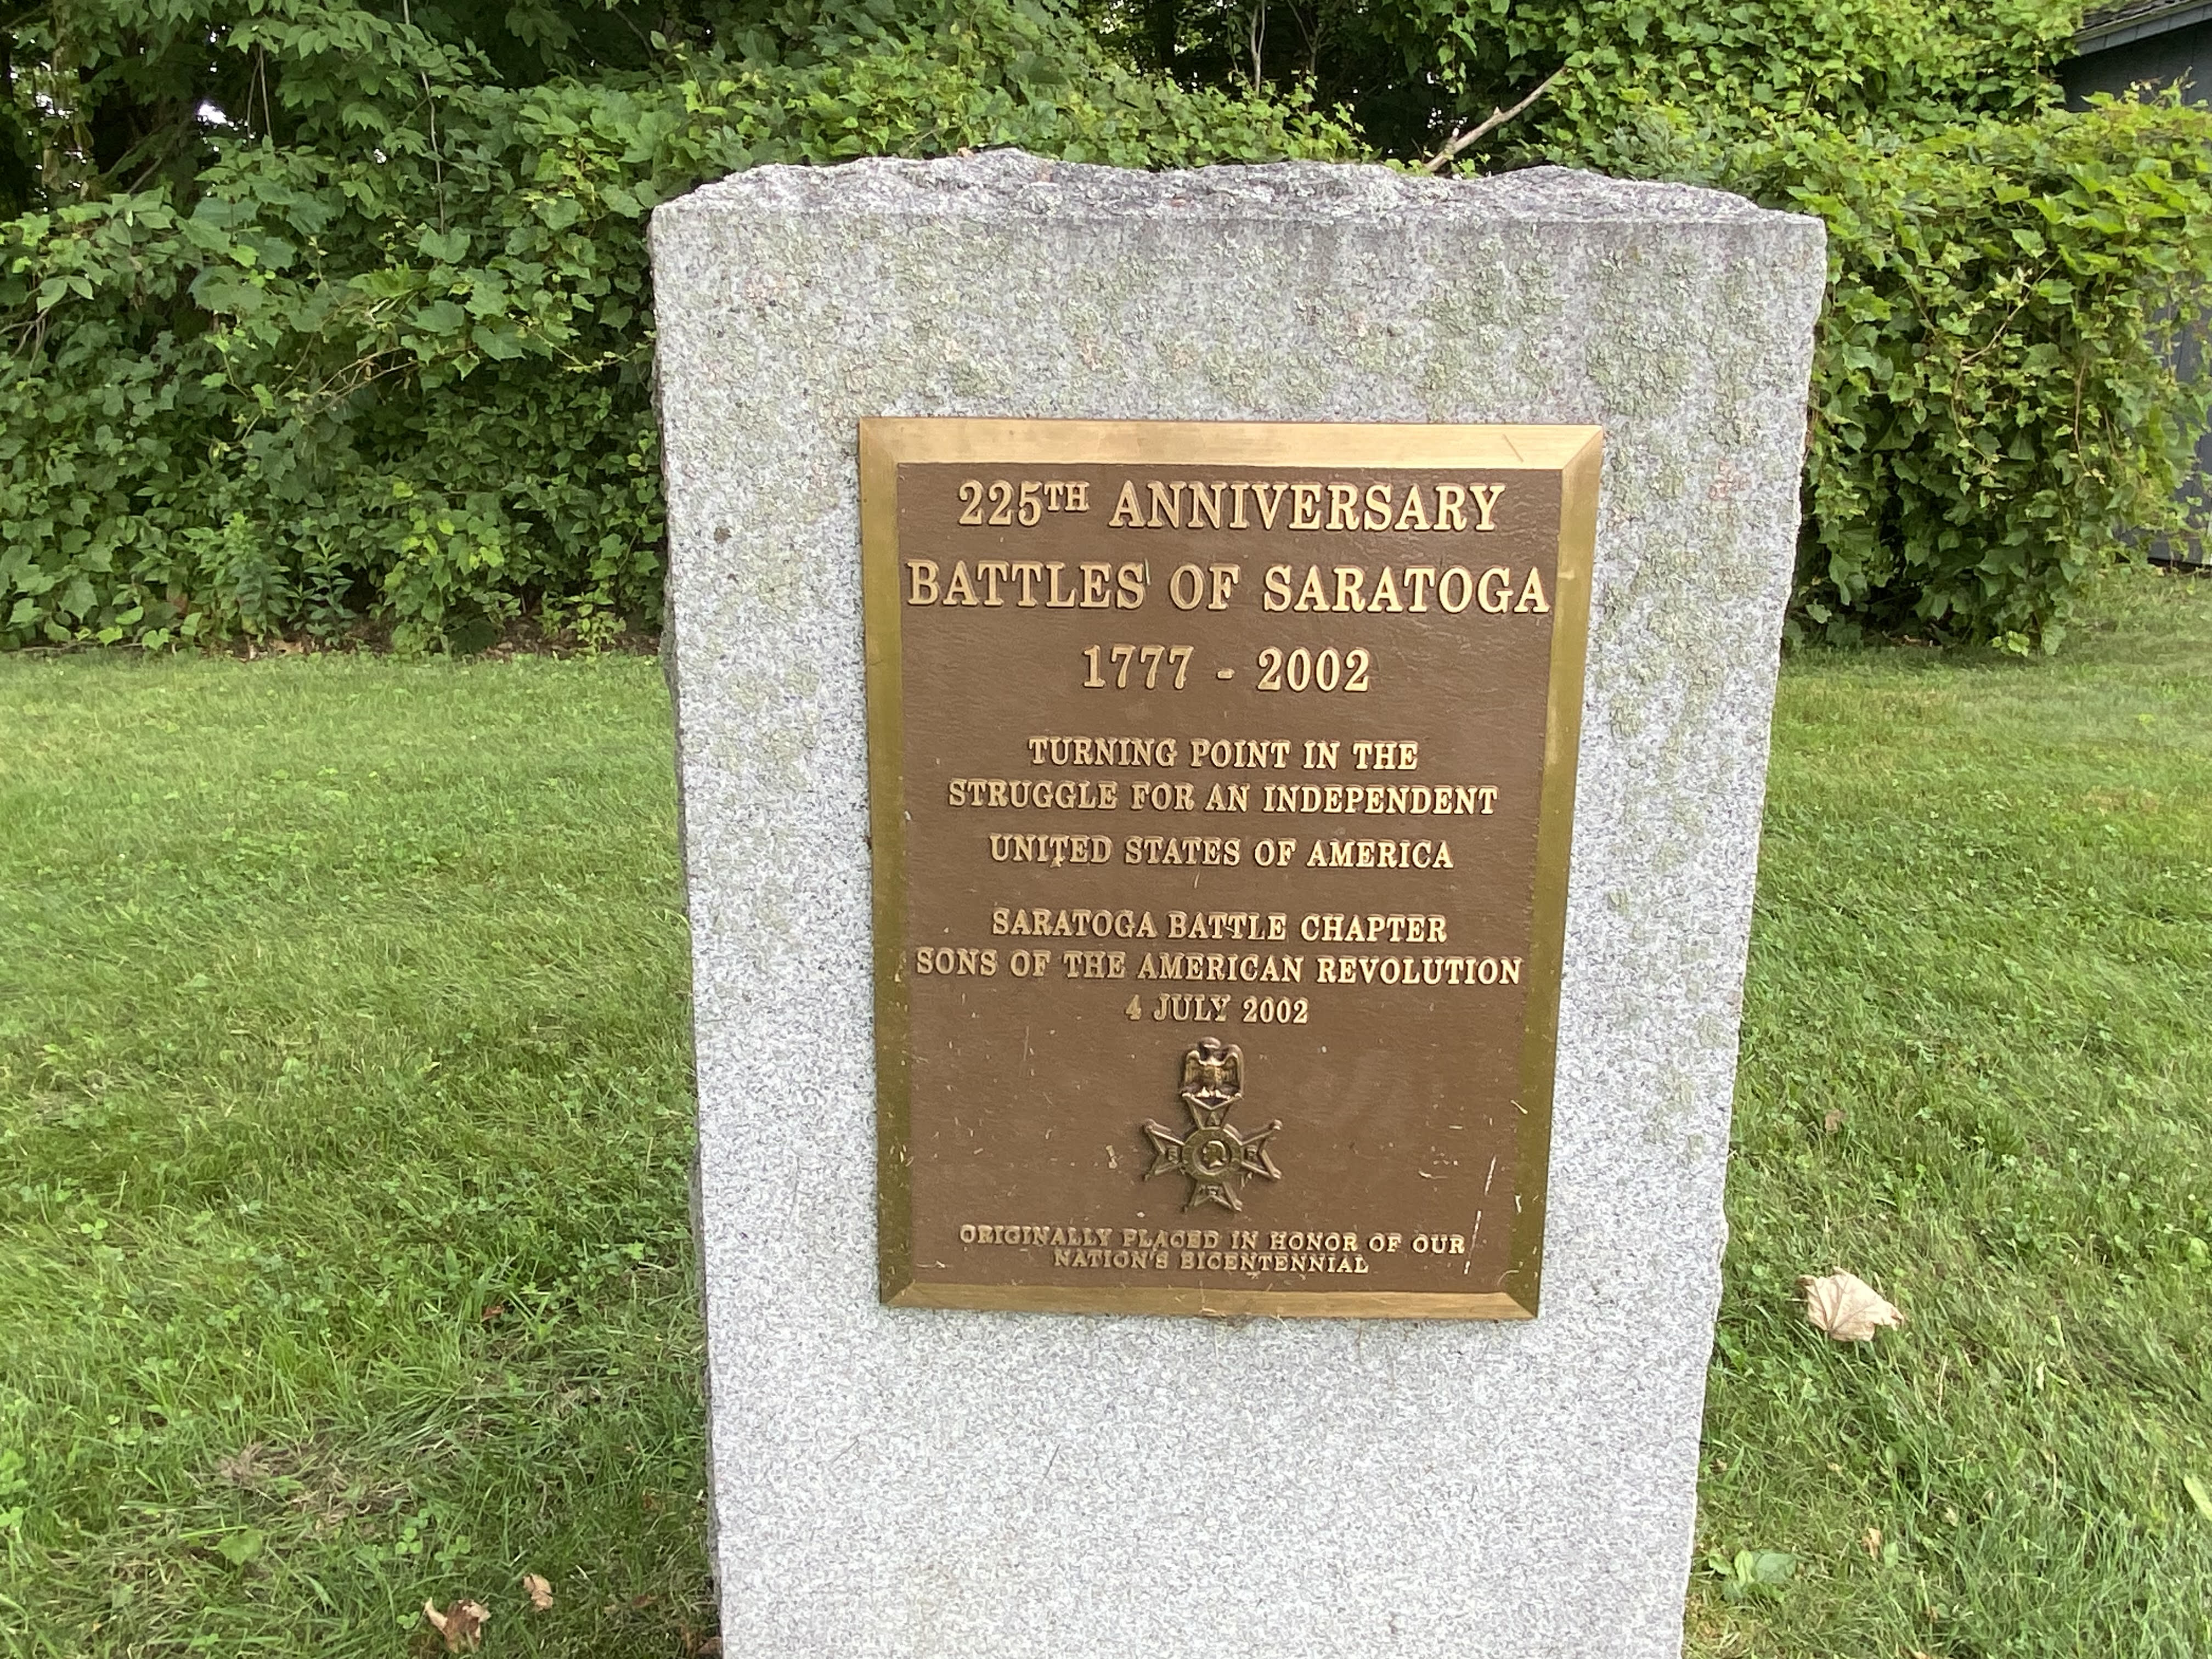 225TH ANNIVERSARY
BATTLES OF SARATOGA
1777 - 2002
TURNING POINT IN THE
STRUGGLE FOR AN INDEPENDENT
UNITED STATES OF AMERICA
SARATOGA BATTLE CHAPTER
SONS OF THE AMERICAN REVOLUTION
4 JULY 2002
ORIGINALLY PLACED IN HONOR OF OUR
NATION'S BICENTENNIAL